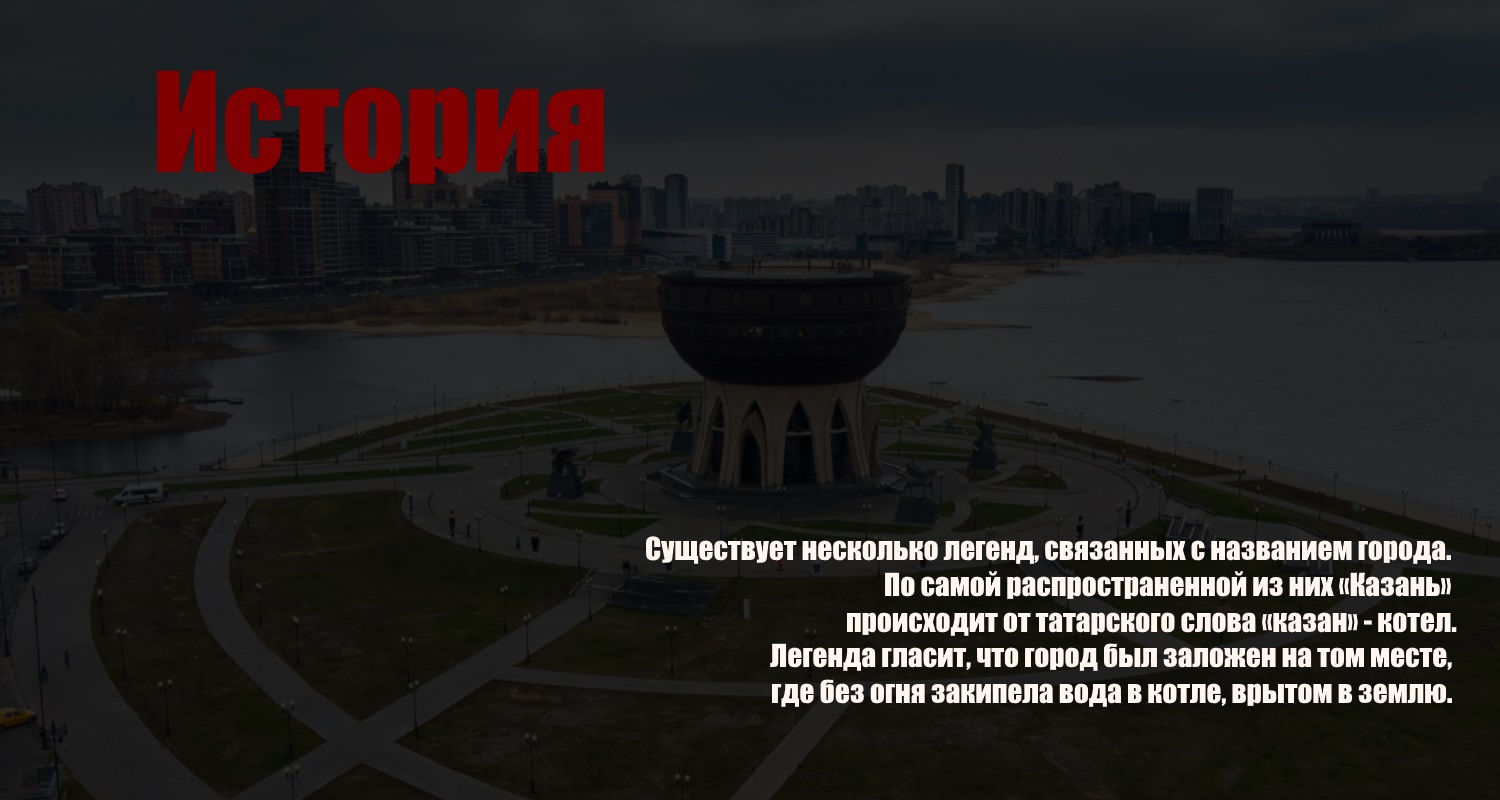 История
Существует несколько легенд, связанных с названием города.
По самой распространенной из них «Казань»
происходит от татарского слова «казан» - котел.
Легенда гласит, что город был заложен на том месте,
где без огня закипела вода в котле, врытом в землю.